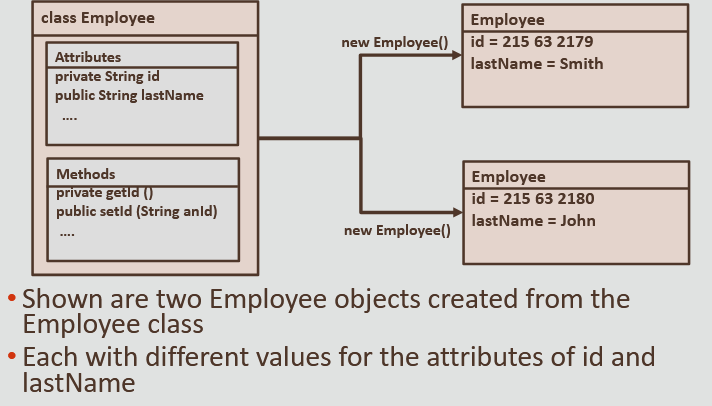 class Employee
Attributes
private String id
public String lastName
....
Methods
private getId ()
public setId (String anId)
....
new Employee()
Employee
id = 215 63 2179
lastName = Smith
new Employee()
Employee
id = 215 63 2180
lastName = John
• Shown are two Employee objects created from the
Employee class
• Each with different values for the attributes of id and
lastName